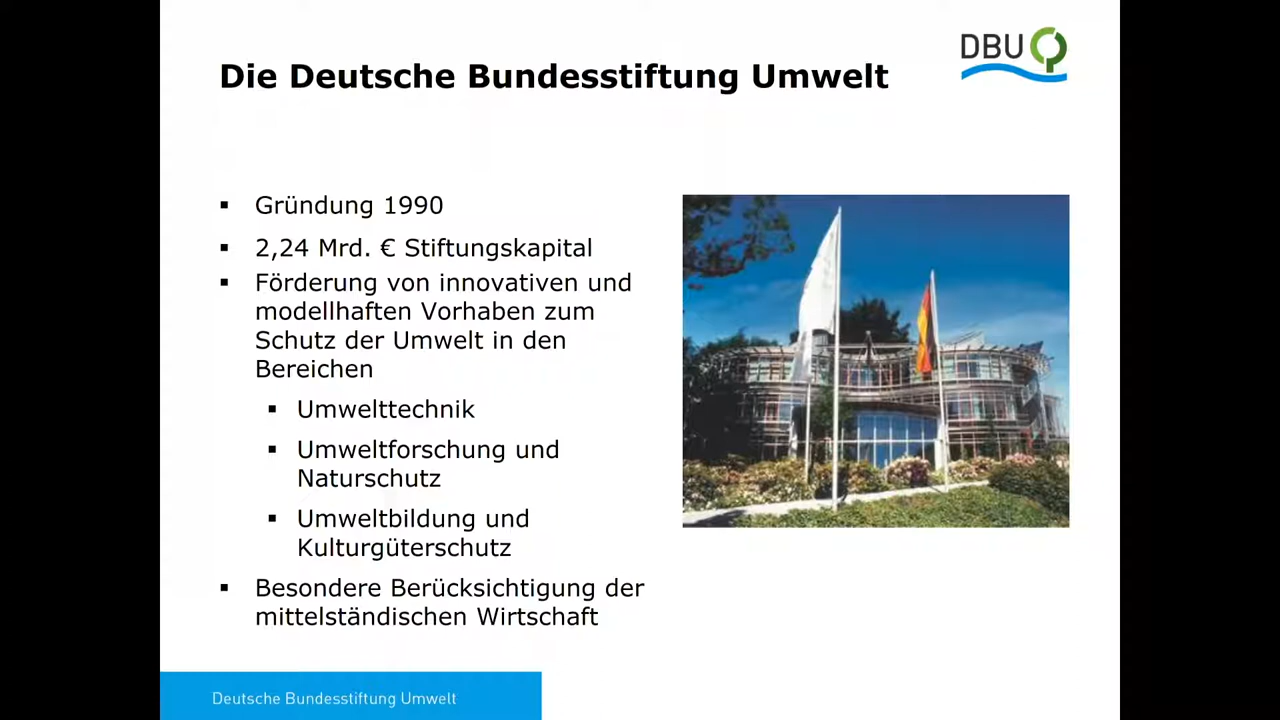 Die Deutsche Bundesstiftung Umwelt
DBU
▪ Gründung 1990
▪ 2,24 Mrd. € Stiftungskapital
▪ Förderung von innovativen und
modellhaften Vorhaben zum
Schutz der Umwelt in den
Bereichen
▪ Umwelttechnik
▪ Umweltforschung und
Naturschutz
▪ Umweltbildung und
Kulturgüterschutz
▪ Besondere Berücksichtigung der
mittelständischen Wirtschaft
Deutsche Bundesstiftung Umwelt